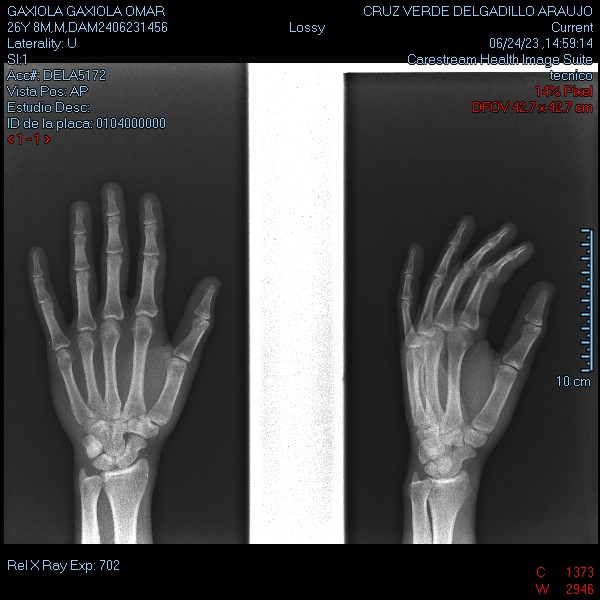 GAXIOLA GAXIOLA OMAR
26Y 8M,M,DAM2406231456
Laterality: U
SI:1
Acc#: DELA5172
Vista Pos: AP
Estudio Desc:
ID de la placa: 0104000000
< 1 - 1 >
Lossy
CRUZ VERDE DELGADILLO ARAUJO
Current
06/24/23 ,14:59:14
Carestream Health Image Suite
tecnico
14% Pixel
DFOV 42.7 x 42.7 cm
10 cm
Rel X Ray Exp: 702
C 1373
W 2946